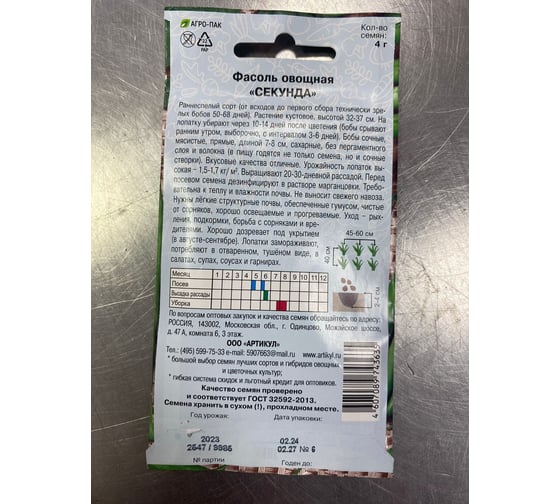 АГРО-ПАК
PAP
Кол-во
семян:
4 г
Фасоль овощная
«СЕКУНДА»
Раннеспелый сорт (от всходов до первого сбора технически зре-
лых бобов 50-68 дней). Растение кустовое, высотой 32-37 см. На
лопатку убирают через 10-14 дней после цветения (бобы срывают
ранним утром, выборочно, с интервалом 3-6 дней). Бобы сочные,
мясистые, прямые, длиной 7-8 см, сахарные, без пергаментного
слоя и волокна (в пищу годятся не только семена, но и сочные
створки). Вкусовые качества отличные. Урожайность лопаток вы-
сокая – 1,5-1,7 кг/ м². Выращивают 20-30-дневной рассадой. Перед
посевом семена дезинфицируют в растворе марганцовки. Требо-
вательна к теплу и влажности почвы. Не выносит свежего навоза.
Нужны лёгкие структурные почвы, обеспеченные гумусом, чистые
от сорняков, хорошо освещаемые и прогреваемые. Уход – рых-
ления, подкормки, борьба с сорняками и вре-
дителями. Хорошо дозревает под укрытием
(в августе-сентябре). Лопатки замораживают,
потребляют в отваренном, тушёном виде, в
салатах, супах, соусах и гарнирах.
45-60 см
40 см
2-4 см
Месяц 1 2 3 4 5 6 7 8 9 10 11 12
Посев
Высадка рассады
Уборка
По вопросам оптовых закупок и качества семян обращайтесь по адресу:
РОССИЯ, 143002, Московская обл., г. Одинцово, Можайское шоссе,
д. 47 А, комната 6, 3 этаж.
ООО «АРТИКУЛ»
Тел.: (495) 599-75-33 e-mail: 5907663@mail.ru www.artikyl.ru
* большой выбор семян лучших сортов и гибридов овощных
и цветочных культур;
* гибкая система скидок и льготный кредит для оптовиков.
Качество семян проверено
и соответствует ГОСТ 32592-2013.
Семена хранить в сухом (!), прохладном месте.
Год урожая: Дата упаковки:
2023 02.24
2547 / 9985 02.27 № 6
№ партии Годен до:
4 607089 743633